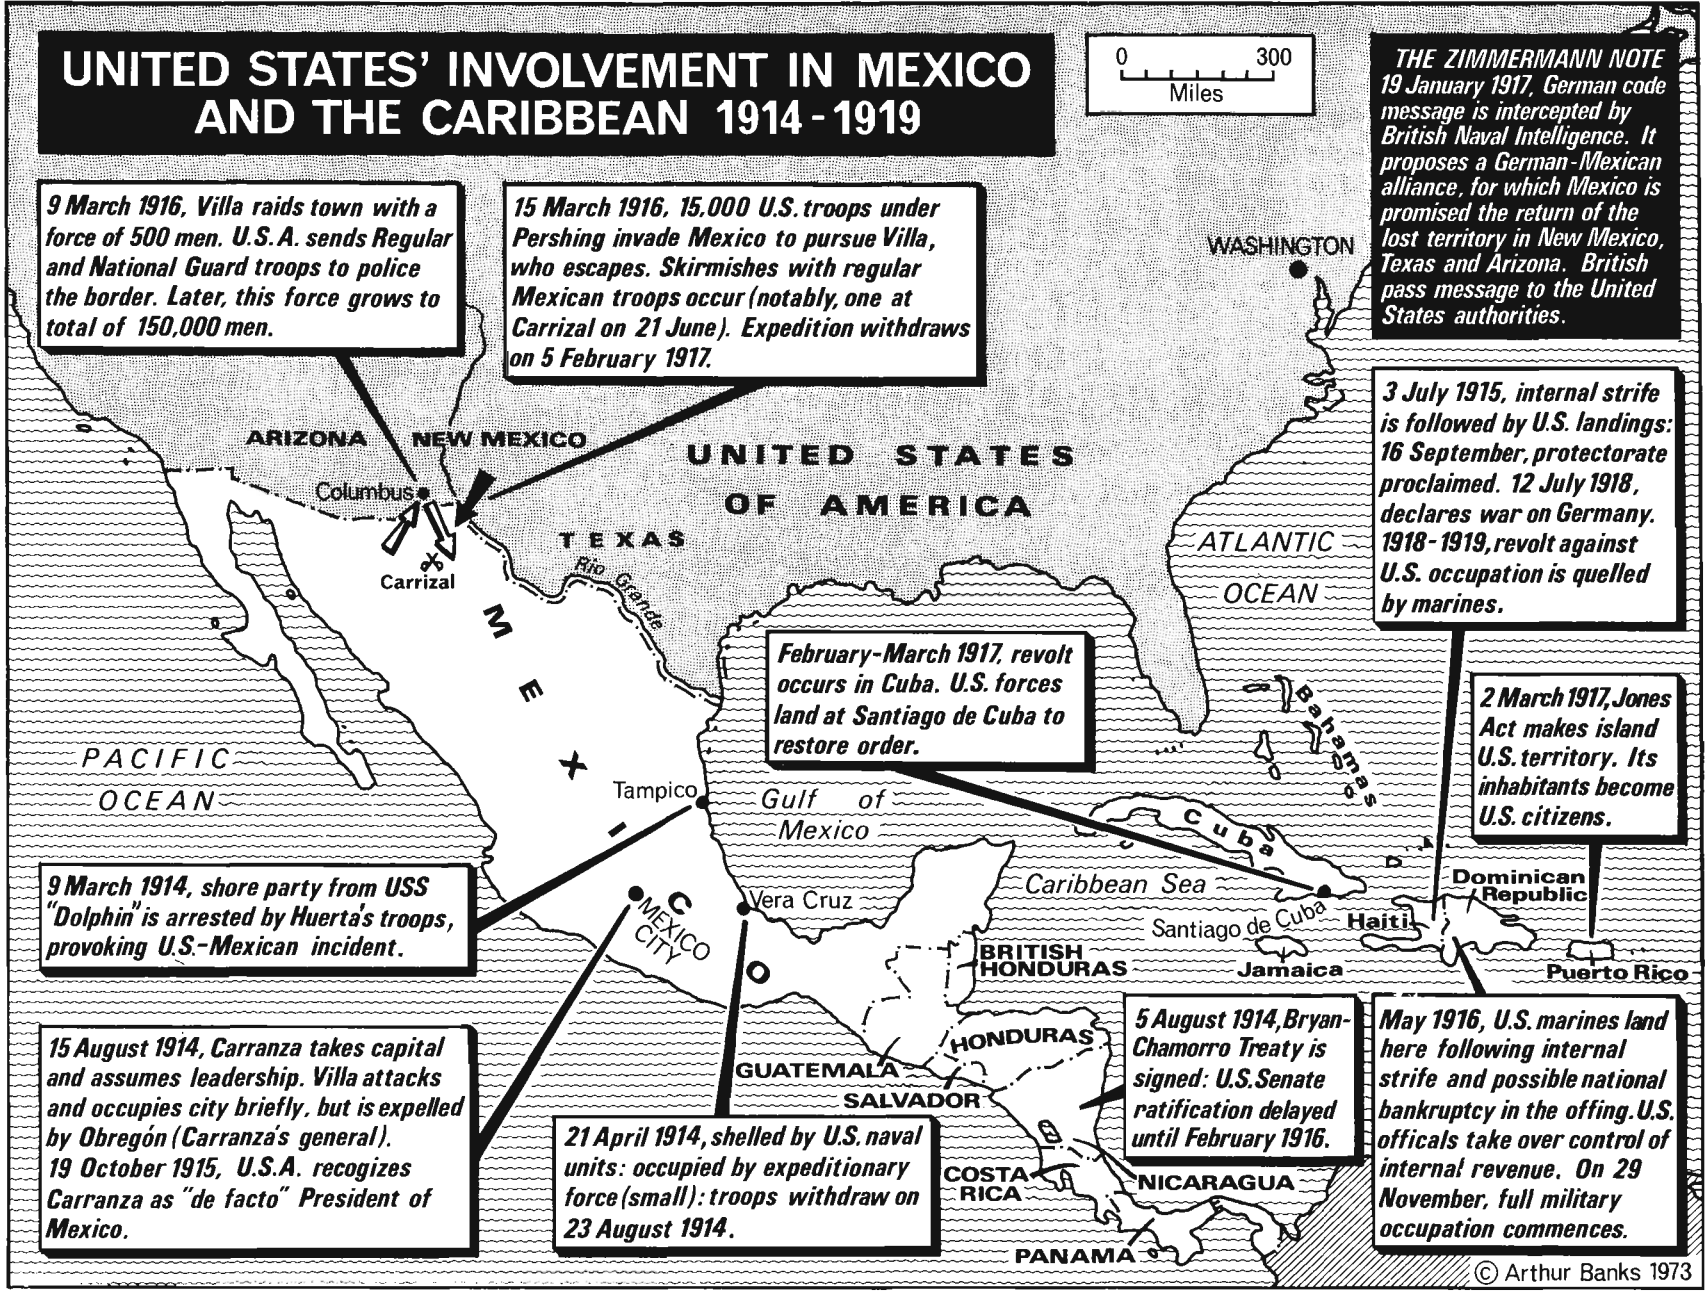 UNITED STATES' INVOLVEMENT IN MEXICO
AND THE CARIBBEAN 1914-1919
0 300
Miles
THE ZIMMERMANN NOTE
19 January 1917, German code
message is intercepted by
British Naval Intelligence. It
proposes a German-Mexican
alliance, for which Mexico is
promised the return of the
lost territory in New Mexico,
Texas and Arizona. British
pass message to the United
States authorities.
9 March 1916, Villa raids town with a
force of 500 men. U.S.A. sends Regular
and National Guard troops to police
the border. Later, this force grows to
total of 150,000 men.
15 March 1916, 15,000 U.S. troops under
Pershing invade Mexico to pursue Villa,
who escapes. Skirmishes with regular
Mexican troops occur (notably, one at
Carrizal on 21 June). Expedition withdraws
on 5 February 1917.
WASHINGTON
3 July 1915, internal strife
is followed by U.S. landings:
16 September, protectorate
proclaimed. 12 July 1918,
declares war on Germany.
1918-1919, revolt against
U.S. occupation is quelled
by marines.
ARIZONA
NEW MEXICO
UNITED STATES
OF AMERICA
Columbus
TEXAS
Rio Grande
Carrizal
ATLANTIC
OCEAN
MEXICO
February-March 1917, revolt
occurs in Cuba. U.S. forces
land at Santiago de Cuba to
restore order.
Bahamas
2 March 1917, Jones
Act makes island
U.S. territory. Its
inhabitants become
U.S. citizens.
PACIFIC
OCEAN
Tampico
Gulf of
Mexico
Cuba
9 March 1914, shore party from USS
"Dolphin" is arrested by Huerta's troops,
provoking U.S.-Mexican incident.
MEXICO
CITY
Vera Cruz
Caribbean Sea
Santiago de Cuba
Haiti
Dominican
Republic
Jamaica
Puerto Rico
BRITISH
HONDURAS
15 August 1914, Carranza takes capital
and assumes leadership. Villa attacks
and occupies city briefly, but is expelled
by Obregón (Carranza's general).
19 October 1915, U.S.A. recogizes
Carranza as "de facto" President of
Mexico.
HONDURAS
GUATEMALA
SALVADOR
21 April 1914, shelled by U.S. naval
units: occupied by expeditionary
force (small): troops withdraw on
23 August 1914.
5 August 1914, Bryan-
Chamorro Treaty is
signed: U.S. Senate
ratification delayed
until February 1916.
May 1916, U.S. marines land
here following internal
strife and possible national
bankruptcy in the offing. U.S.
officals take over control of
internal revenue. On 29
November, full military
occupation commences.
COSTA
RICA
NICARAGUA
PANAMA
© Arthur Banks 1973